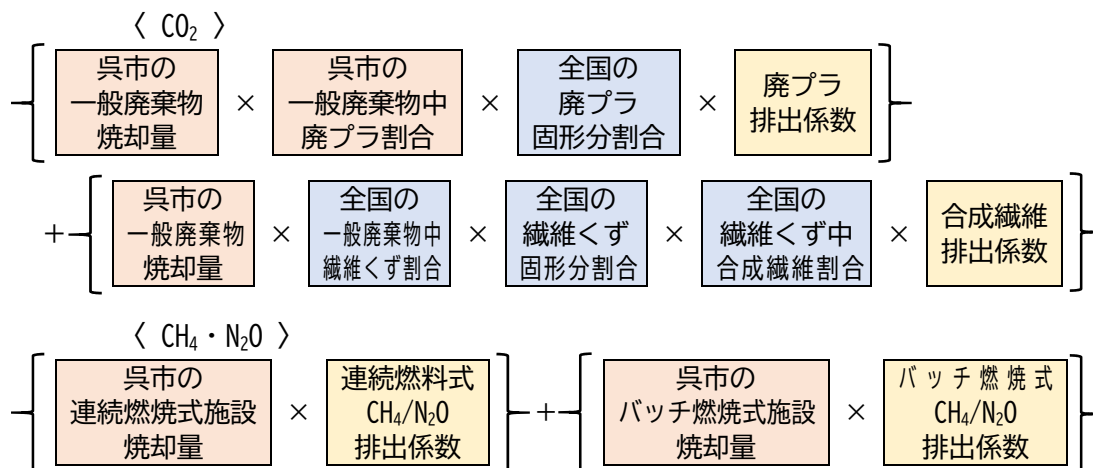 〈 CO₂ 〉
呉市の 一般廃棄物 焼却量 × 呉市の 一般廃棄物中 廃プラ割合 × 全国の 廃プラ 固形分割合 × 廃プラ 排出係数
+ 呉市の 一般廃棄物 焼却量 × 全国の 一般廃棄物中 繊維くず割合 × 全国の 繊維くず 固形分割合 × 全国の 繊維くず中 合成繊維割合 × 合成繊維 排出係数
〈 CH₄・N₂O 〉
呉市の 連続燃焼式施設 焼却量 × 連続燃料式 CH₄/N₂O 排出係数 + 呉市の バッチ燃焼式施設 焼却量 × バッチ燃焼式 CH₄/N₂O 排出係数